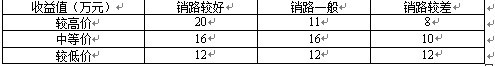 收益值（万元） 销路较好 销路一般 销路较差
较高价 20 11 8
中等价 16 16 10
较低价 12 12 12